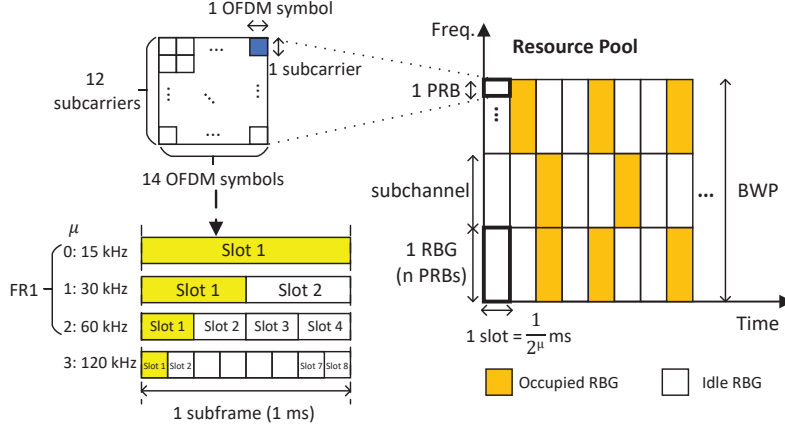 1 OFDM symbol
...
1 subcarrier
12
subcarriers
...
14 OFDM symbols
μ
0: 15 kHz
Slot 1
FR1
1: 30 kHz
Slot 1
Slot 2
2: 60 kHz
Slot 1
Slot 2
Slot 3
Slot 4
3: 120 kHz
Slot 1
Slot 2
Slot 7
Slot 8
1 subframe (1 ms)
Freq.
Resource Pool
1 PRB
subchannel
...
BWP
1 RBG
(n PRBs)
Time
1 slot = 1/2^μ ms
Occupied RBG
Idle RBG